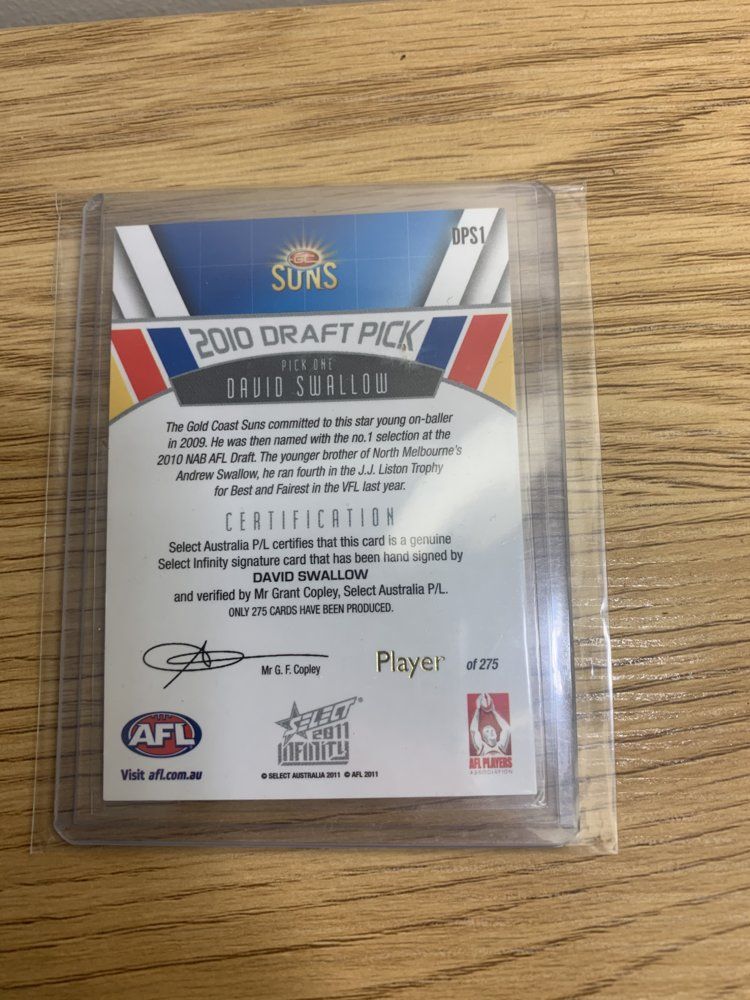 DPS1
GC
SUNS
2010 DRAFT PICK
PICK ONE
DAVID SWALLOW
The Gold Coast Suns committed to this star young on-baller
in 2009. He was then named with the no.1 selection at the
2010 NAB AFL Draft. The younger brother of North Melbourne's
Andrew Swallow, he ran fourth in the J.J. Liston Trophy
for Best and Fairest in the VFL last year.
CERTIFICATION
Select Australia P/L certifies that this card is a genuine
Select Infinity signature card that has been hand signed by
DAVID SWALLOW
and verified by Mr Grant Copley, Select Australia P/L.
ONLY 275 CARDS HAVE BEEN PRODUCED.
Mr G. F. Copley
Player of 275
AFL
Visit afl.com.au
SELECT
2011
INFINITY
© SELECT AUSTRALIA 2011 © AFL 2011
AFL PLAYERS
ASSOCIATION